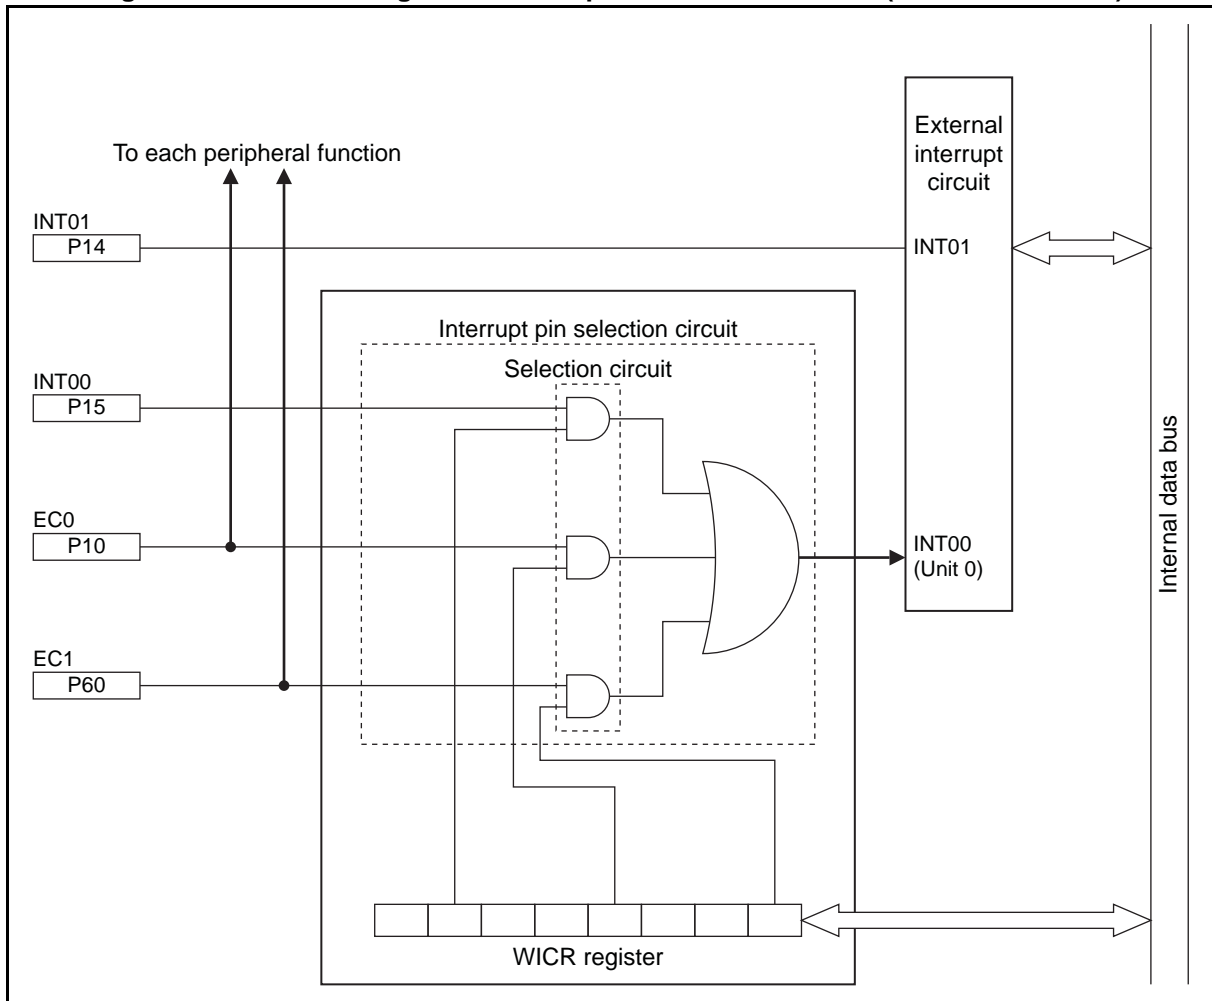 To each peripheral function
External
interrupt
circuit
INT01
P14
INT01
Interrupt pin selection circuit
Selection circuit
INT00
P15
EC0
P10
INT00
(Unit 0)
EC1
P60
Internal data bus
WICR register